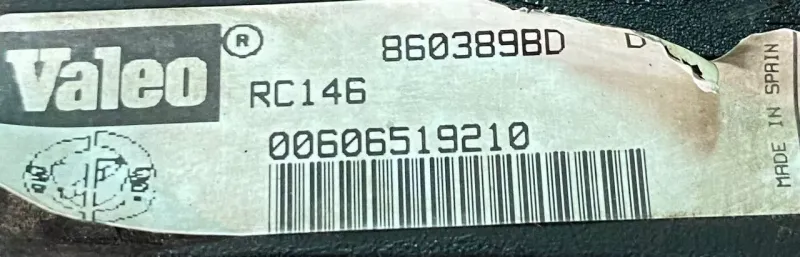 Valeo ® 860389BD D
RC146
00606519210
MADE IN SPAIN